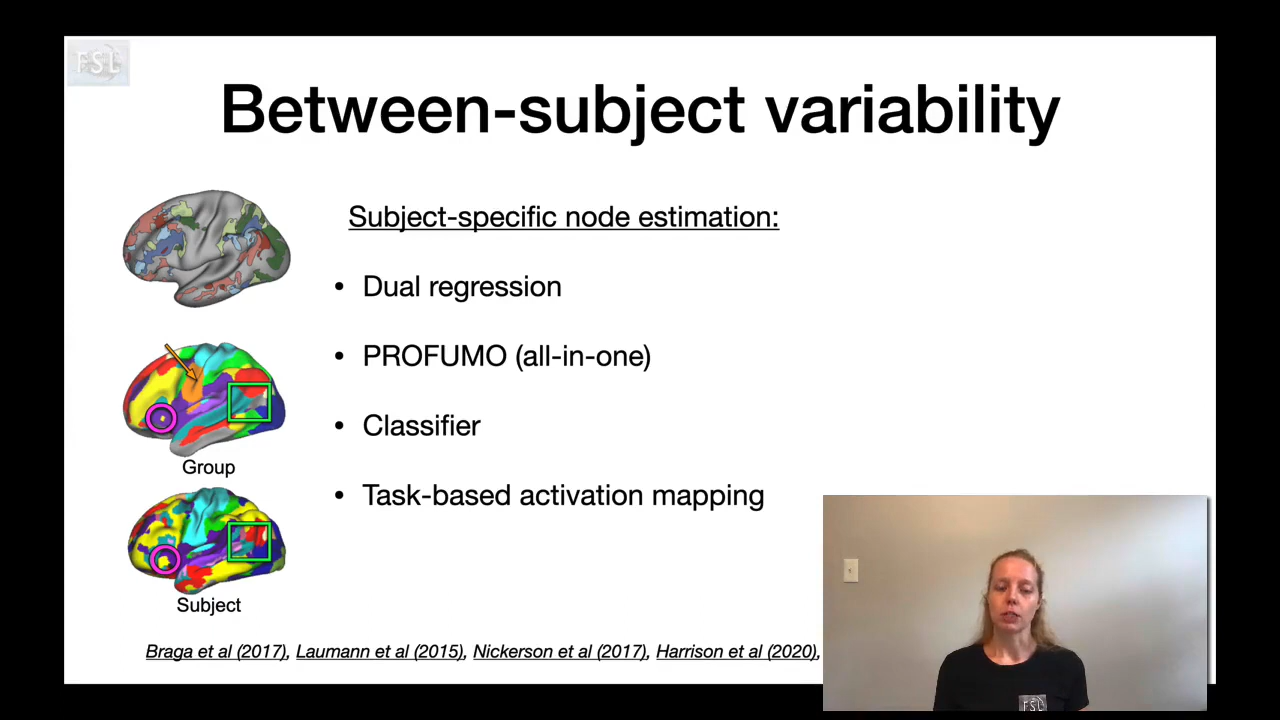 FSL
Between-subject variability
Subject-specific node estimation:
• Dual regression
• PROFUMO (all-in-one)
• Classifier
• Task-based activation mapping
Group
Subject
Braga et al (2017), Laumann et al (2015), Nickerson et al (2017), Harrison et al (2020),
FSL